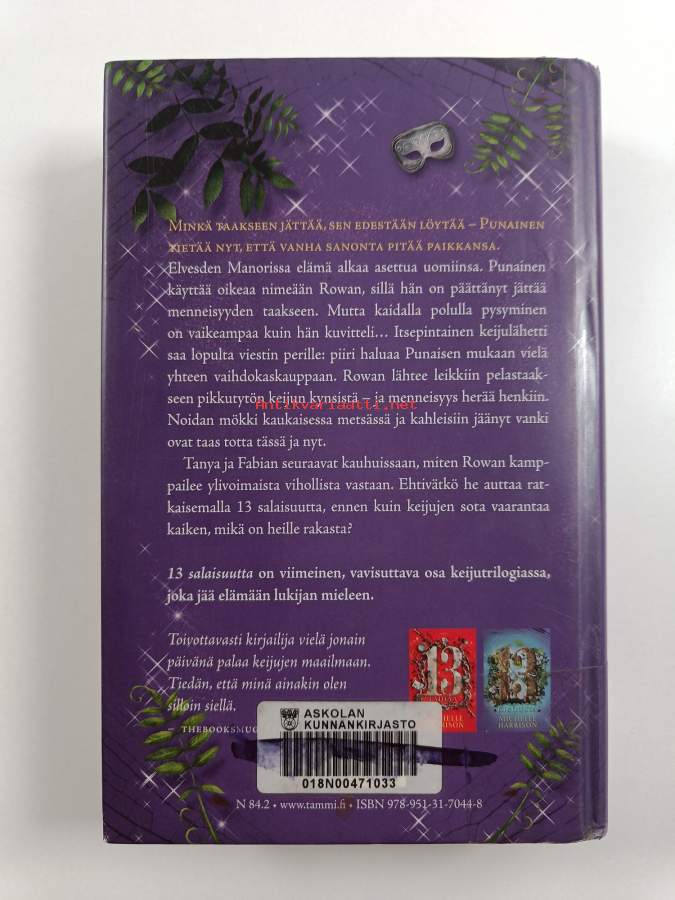 Minkä taakseen jättää, sen edestään löytää – Punainen
tietää nyt, että vanha sanonta pitää paikkansa.
Elvesden Manorissa elämä alkaa asettua uomiinsa. Punainen
käyttää oikeaa nimeään Rowan, sillä hän on päättänyt jättää
menneisyyden taakseen. Mutta kaidalla polulla pysyminen
on vaikeampaa kuin hän kuvitteli… Itsepintainen keijulähetti
saa lopulta viestin perille: piiri haluaa Punaisen mukaan vielä
yhteen vaihdokaskauppaan. Rowan lähtee leikkiin pelastaak-
seen pikkutytön keijun kynsistä – ja menneisyys herää henkiin.
Antikvariaatti.net
Noidan mökki kaukaisessa metsässä ja kahleisiin jäänyt vanki
ovat taas totta tässä ja nyt.
Tanya ja Fabian seuraavat kauhuissaan, miten Rowan kamp-
pailee ylivoimaista vihollista vastaan. Ehtivätkö he auttaa rat-
kaisemalla 13 salaisuutta, ennen kuin keijujen sota vaarantaa
kaiken, mikä on heille rakasta?
13 salaisuutta on viimeinen, vavisuttava osa keijutrilogiassa,
joka jää elämään lukijan mieleen.
Toivottavasti kirjailija vielä jonain
päivänä palaa keijujen maailmaan.
Tiedän, että minä ainakin olen
silloin siellä.
– THEBOOKSMUG
13
13
MICHELLE
HARRISON
ASKOLAN
KUNNANKIRJASTO
018N00471033
N 84.2 • www.tammi.fi • ISBN 978-951-31-7044-8